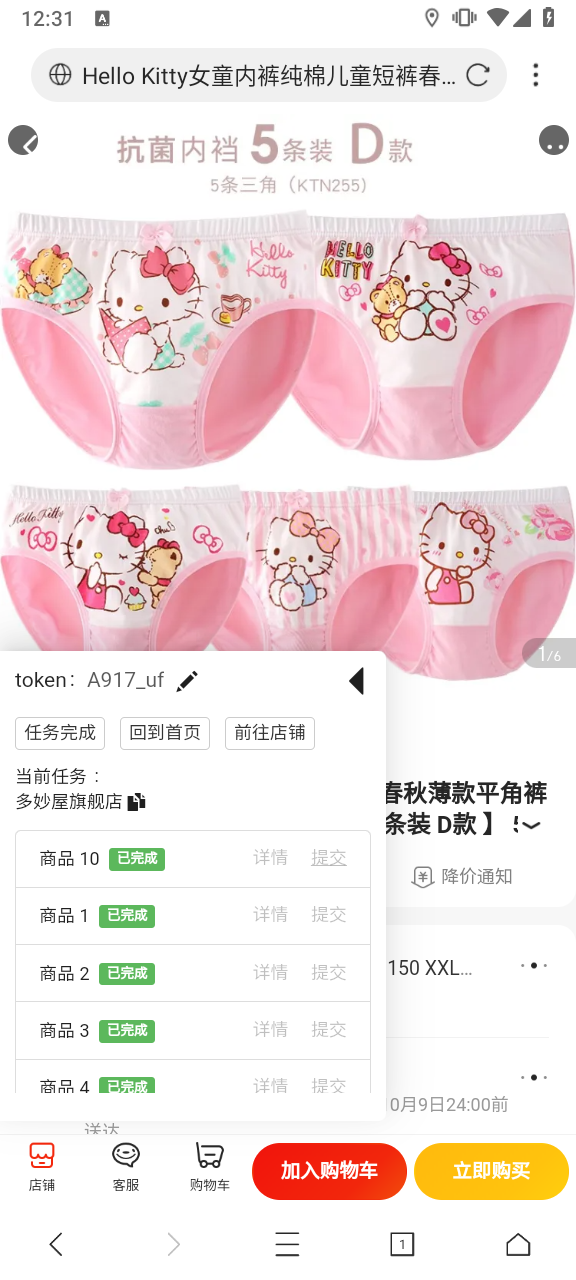 12:31
A
Hello Kitty女童内裤纯棉儿童短裤春…
抗菌内裆 5条装 D款
5条三角（KTN255）
Hello
Kitty
HELLO
KITTY
Hello Kitty
chu!
1/6
token： A917_uf
任务完成
回到首页
前往店铺
当前任务：
多妙屋旗舰店
春秋薄款平角裤
条装 D款 】
降价通知
商品 10 已完成 详情 提交
商品 1 已完成 详情 提交
商品 2 已完成 详情 提交
150 XXL…
商品 3 已完成 详情 提交
商品 4 已完成 详情 提交
0月9日24:00前
送达
店铺
客服
购物车
加入购物车
立即购买
1